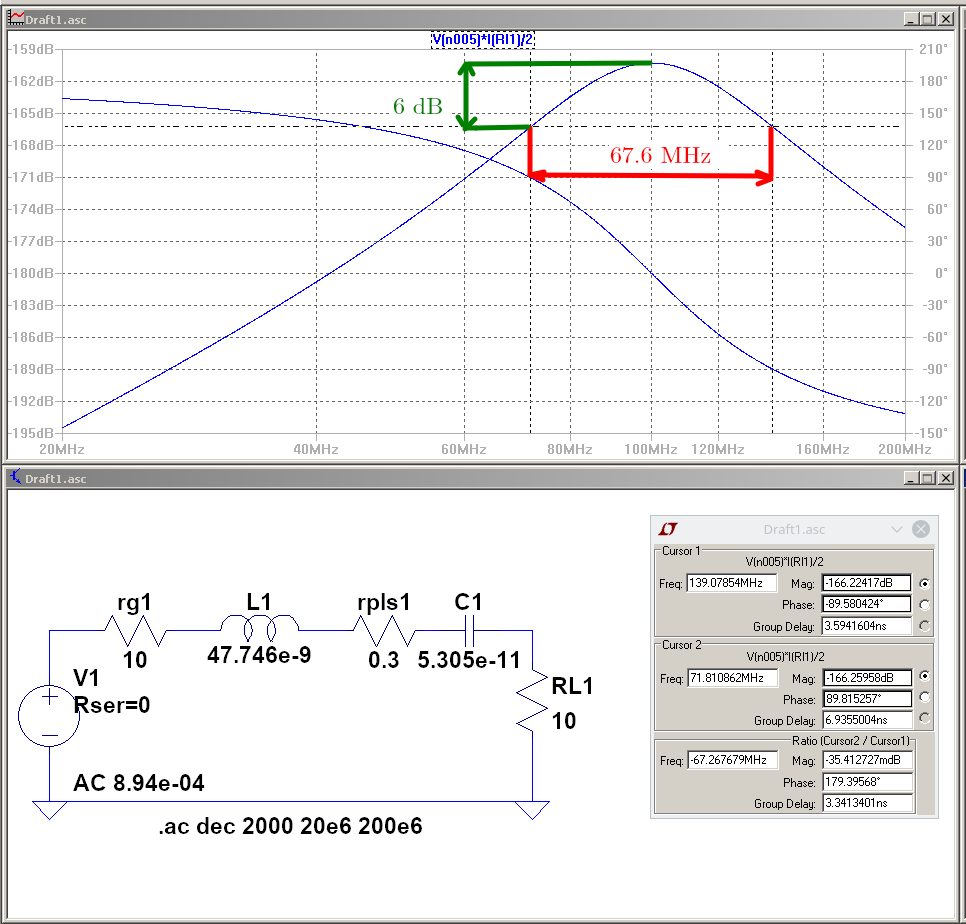 Draft1.asc
V(n005)*I(Rl1)/2
-159dB
-162dB
-165dB
-168dB
-171dB
-174dB
-177dB
-180dB
-183dB
-186dB
-189dB
-192dB
-195dB
210°
180°
150°
120°
90°
60°
30°
0°
-30°
-60°
-90°
-120°
-150°
6 dB
67.6 MHz
20MHz 40MHz 60MHz 80MHz 100MHz 120MHz 160MHz 200MHz
Draft1.asc
rg1 L1 rpls1 C1
10 47.746e-9 0.3 5.305e-11
V1
Rser=0
RL1
10
AC 8.94e-04
.ac dec 2000 20e6 200e6
Draft1.asc
Cursor 1
V(n005)*I(Rl1)/2
Freq: 139.07854MHz Mag: -166.22417dB
Phase: -89.580424°
Group Delay: 3.5941604ns
Cursor 2
V(n005)*I(Rl1)/2
Freq: 71.810862MHz Mag: -166.25958dB
Phase: 89.815257°
Group Delay: 6.9355004ns
Ratio (Cursor2 / Cursor1)
Freq: -67.267679MHz Mag: -35.412727mdB
Phase: 179.39568°
Group Delay: 3.3413401ns